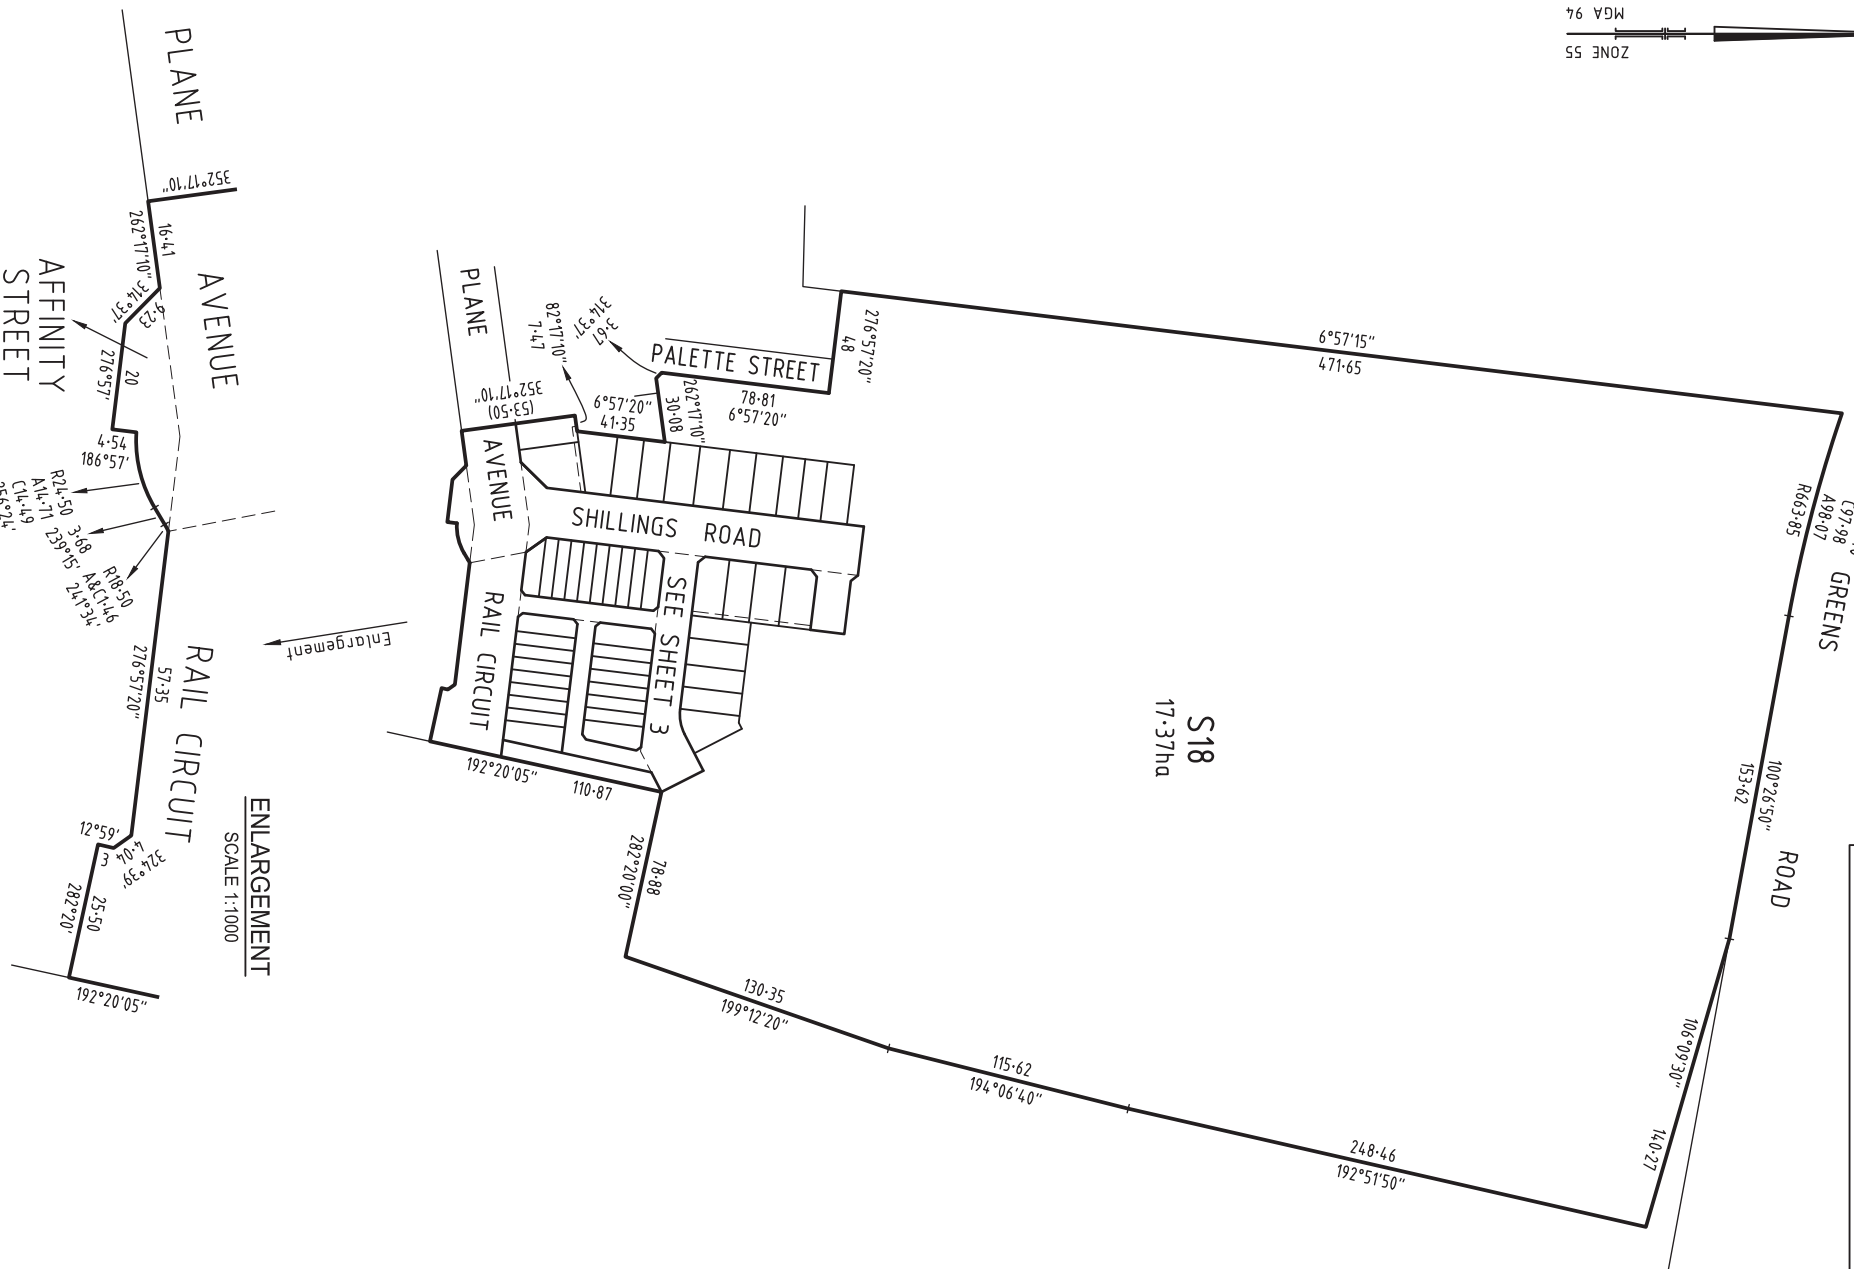 MGA 94
ZONE 55
PLANE
AVENUE
352°17'10"
16·41
262°17'10"
9·23
314°37'
AFFINITY
STREET
20
276°57'
4·54
186°57'
R24·50
A14·71
C14·49
256°24'
3·68
239°15'
R18·50
A&C1·46
241°34'
57·35
276°57'20"
RAIL CIRCUIT
12°59'
3
4·04
324°39'
25·50
282°20'
192°20'05"
ENLARGEMENT
SCALE 1:1000
Enlargement
PLANE
AVENUE
352°17'10"
(53·50)
82°17'10"
7·47
314°37'
3·67
6°57'20"
41·35
262°17'10"
30·08
PALETTE STREET
78·81
6°57'20"
276°57'20"
48
SHILLINGS ROAD
SEE SHEET 3
RAIL CIRCUIT
192°20'05"
110·87
78·88
282°20'00"
6°57'15"
471·65
C97·98
A98·07
R663·85
GREENS
ROAD
100°26'50"
153·62
S18
17·37ha
106°09'30"
140·27
130·35
199°12'20"
115·62
194°06'40"
248·46
192°51'50"